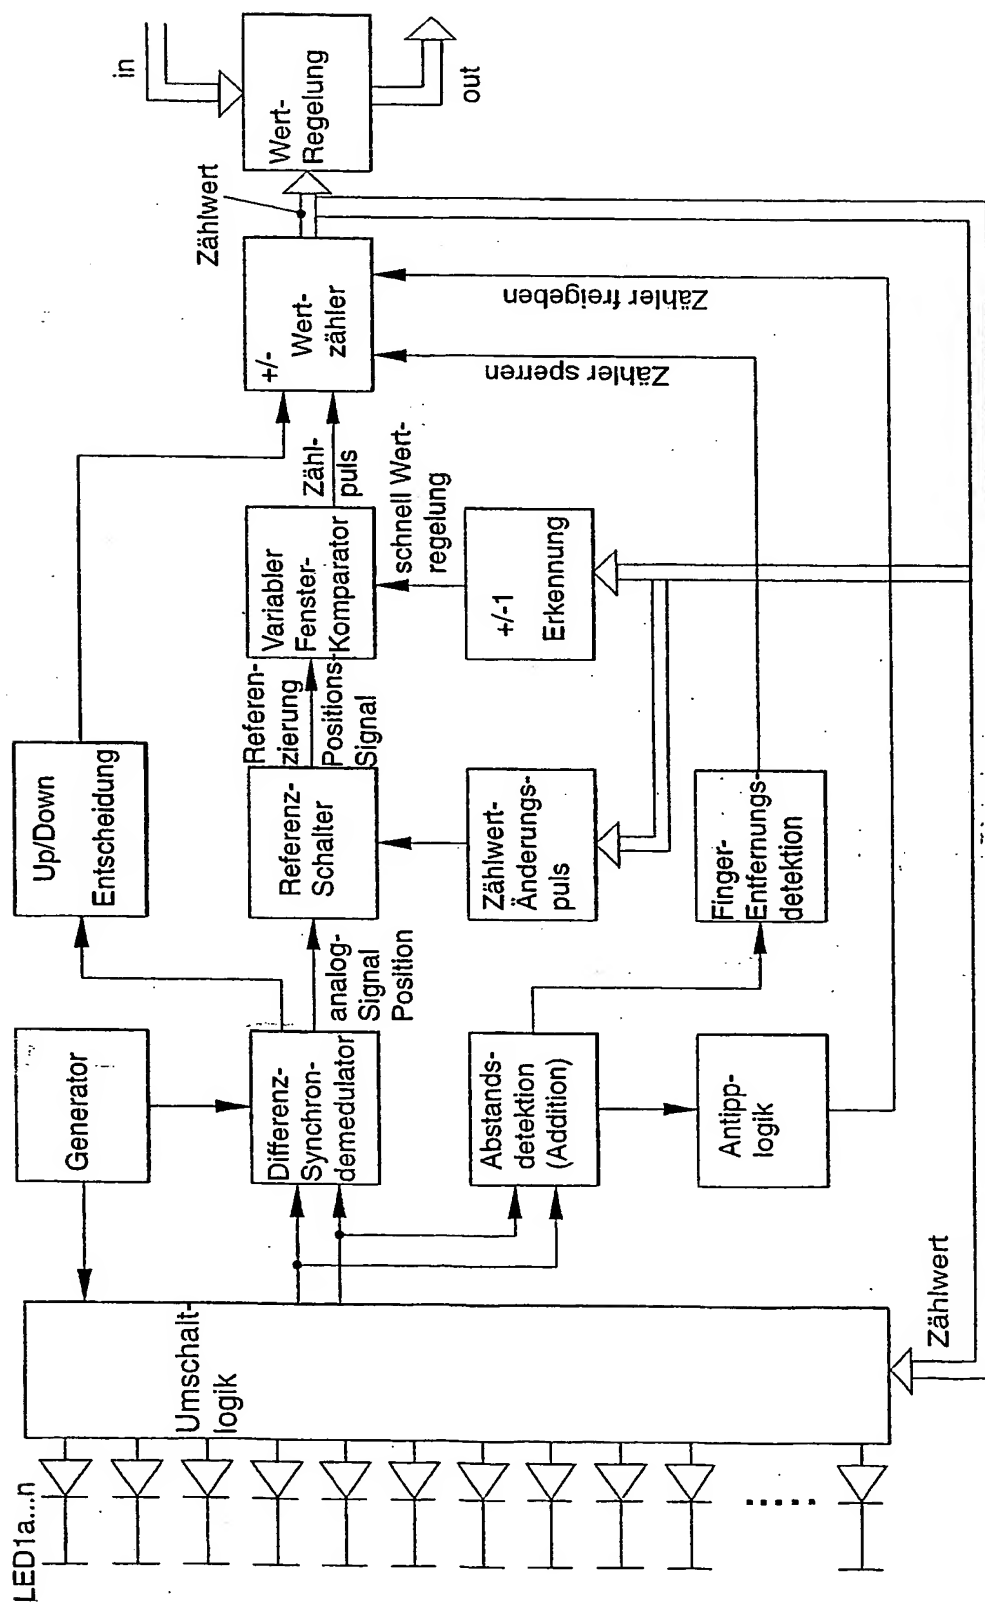 LED1a...n
Umschalt-
logik
Generator
Up/Down
Entscheidung
Differenz-
Synchron-
demedulator
analog-
Signal
Position
Referenz-
Schalter
Referen-
zierung
Positions-
Signal
Variabler
Fenster-
Komparator
Zähl-
puls
+/-
Wert-
zähler
Zählwert
Wert-
Regelung
in
out
Abstands-
detektion
(Addition)
Zählwert-
Änderungs-
puls
+/-1
Erkennung
schnell Wert-
regelung
Antipp-
logik
Finger-
Entfernungs-
detektion
Zähler sperren
Zähler freigeben
Zählwert